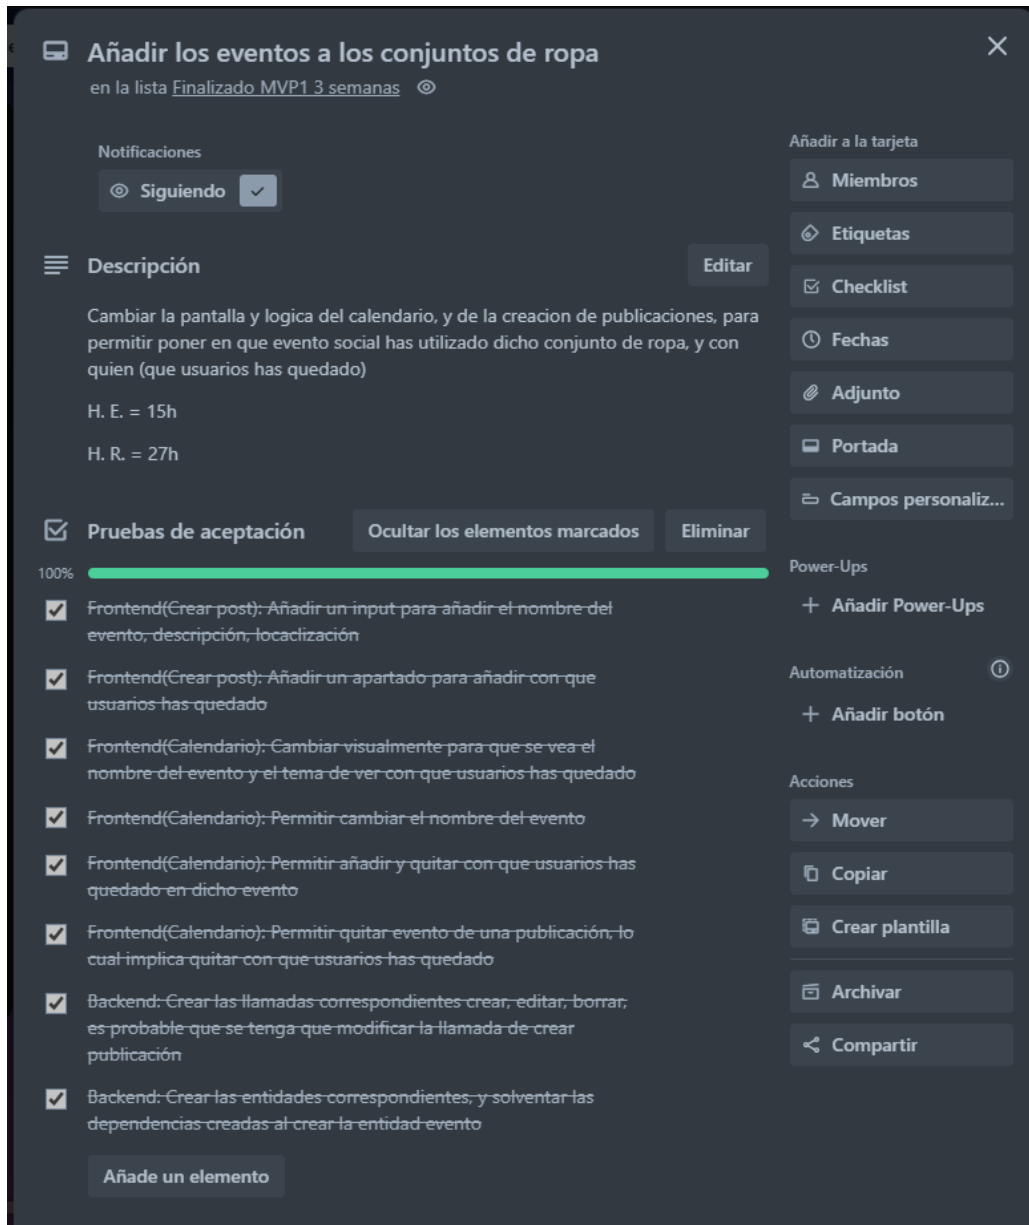 Añadir los eventos a los conjuntos de ropa
en la lista Finalizado MVP1 3 semanas
Notificaciones
Siguiendo
Descripción
Editar
Cambiar la pantalla y logica del calendario, y de la creacion de publicaciones, para
permitir poner en que evento social has utilizado dicho conjunto de ropa, y con
quien (que usuarios has quedado)
H. E. = 15h
H. R. = 27h
Pruebas de aceptación
Ocultar los elementos marcados
Eliminar
100%
Frontend(Crear post): Añadir un input para añadir el nombre del
evento, descripción, locaclización
Frontend(Crear post): Añadir un apartado para añadir con que
usuarios has quedado
Frontend(Calendario): Cambiar visualmente para que se vea el
nombre del evento y el tema de ver con que usuarios has quedado
Frontend(Calendario): Permitir cambiar el nombre del evento
Frontend(Calendario): Permitir añadir y quitar con que usuarios has
quedado en dicho evento
Frontend(Calendario): Permitir quitar evento de una publicación, lo
cual implica quitar con que usuarios has quedado
Backend: Crear las llamadas correspondientes crear, editar, borrar,
es probable que se tenga que modificar la llamada de crear
publicación
Backend: Crear las entidades correspondientes, y solventar las
dependencias creadas al crear la entidad evento
Añade un elemento
Añadir a la tarjeta
Miembros
Etiquetas
Checklist
Fechas
Adjunto
Portada
Campos personaliz...
Power-Ups
Añadir Power-Ups
Automatización
Añadir botón
Acciones
Mover
Copiar
Crear plantilla
Archivar
Compartir